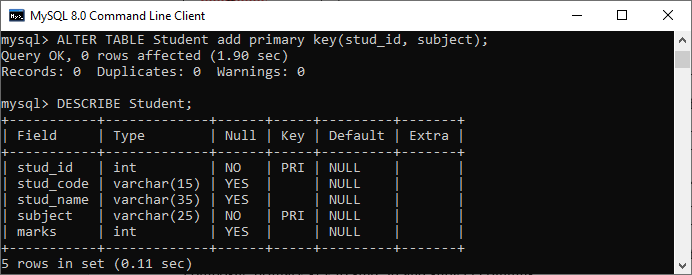 MySQL 8.0 Command Line Client
mysql> ALTER TABLE Student add primary key(stud_id, subject);
Query OK, 0 rows affected (1.90 sec)
Records: 0  Duplicates: 0  Warnings: 0
mysql> DESCRIBE Student;
+-----------+-------------+------+-----+---------+-------+
| Field     | Type        | Null | Key | Default | Extra |
+-----------+-------------+------+-----+---------+-------+
| stud_id   | int         | NO   | PRI | NULL    |       |
| stud_code | varchar(15) | YES  |     | NULL    |       |
| stud_name | varchar(35) | YES  |     | NULL    |       |
| subject   | varchar(25) | NO   | PRI | NULL    |       |
| marks     | int         | YES  |     | NULL    |       |
+-----------+-------------+------+-----+---------+-------+
5 rows in set (0.11 sec)